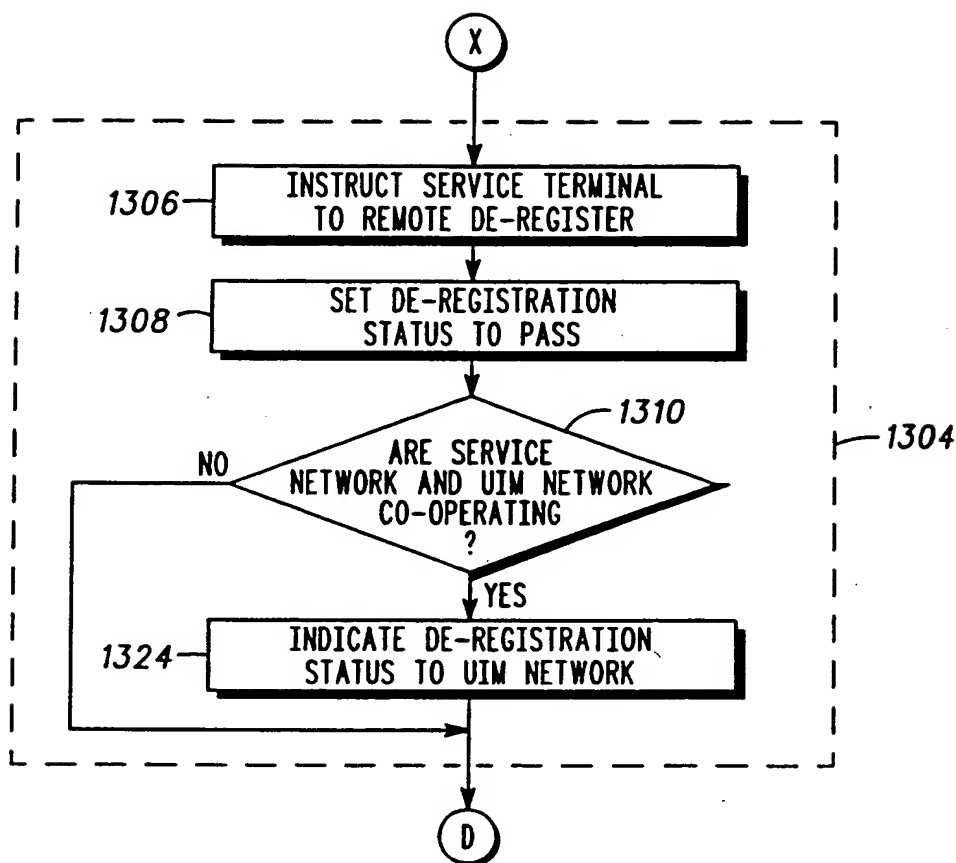 X
INSTRUCT SERVICE TERMINAL
TO REMOTE DE-REGISTER
1306
SET DE-REGISTRATION
STATUS TO PASS
1308
1310
ARE SERVICE
NETWORK AND UIM NETWORK
CO-OPERATING
?
NO
1304
YES
INDICATE DE-REGISTRATION
STATUS TO UIM NETWORK
1324
D